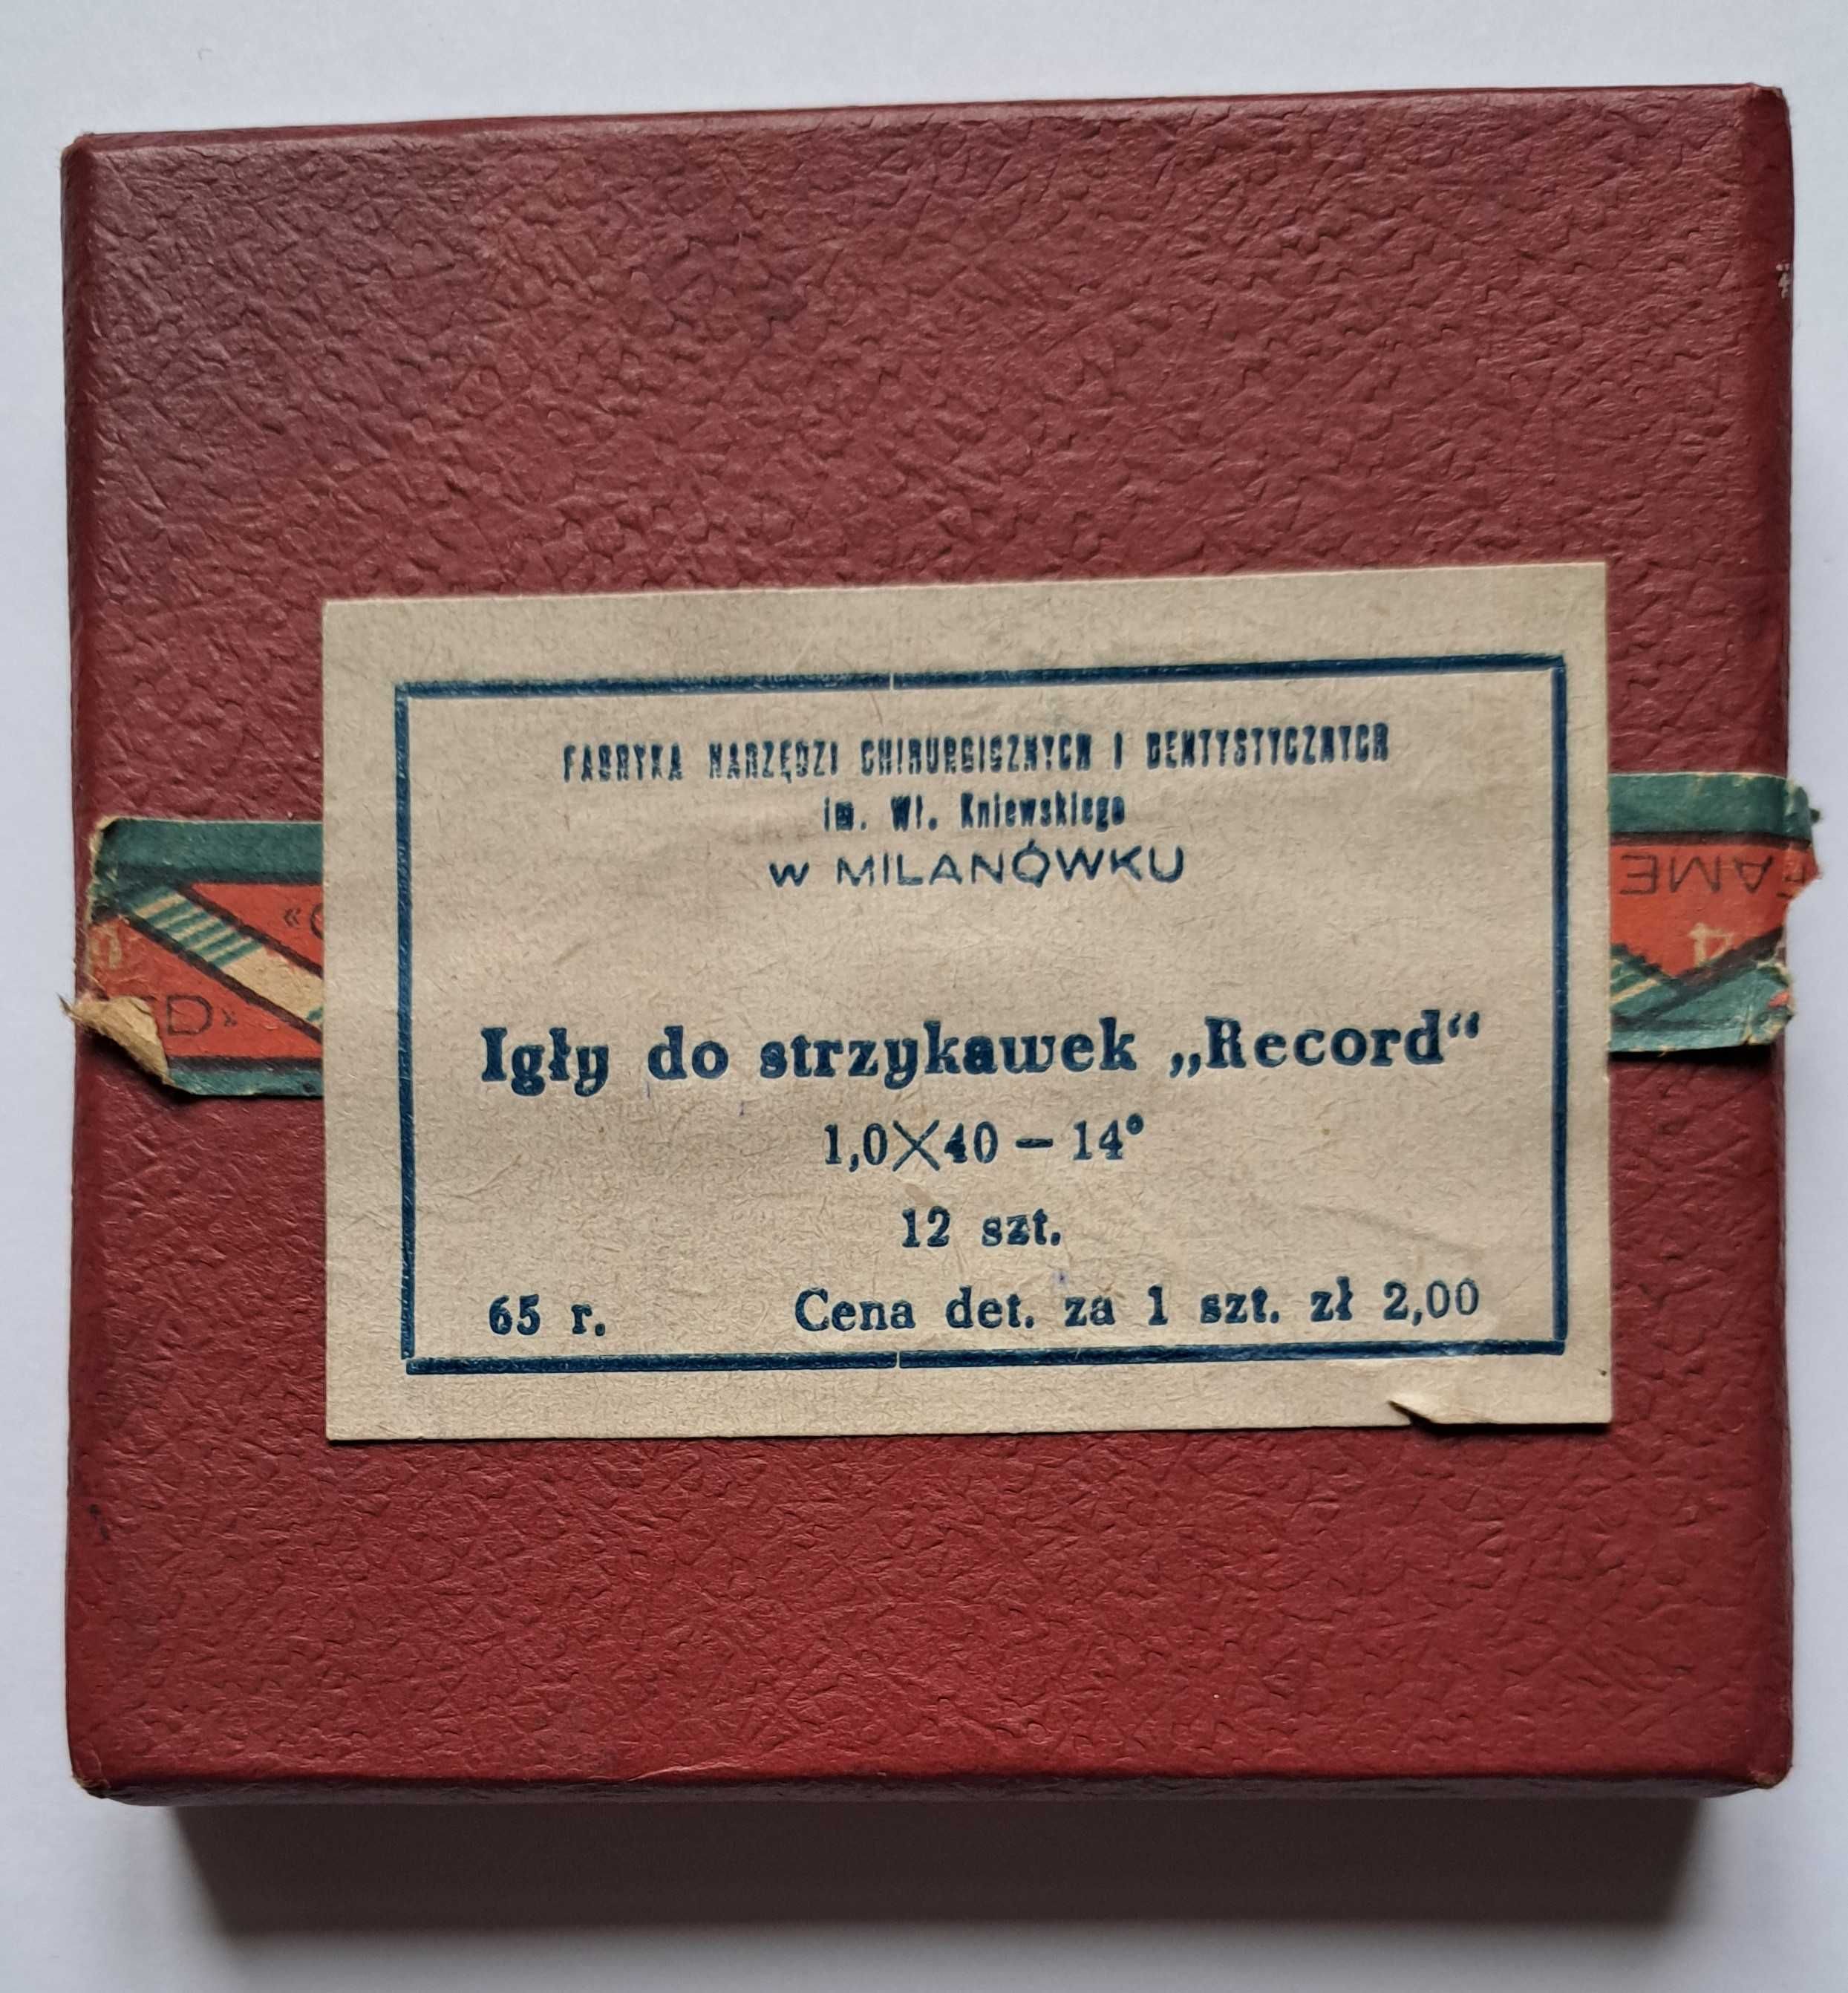 FABRYKA NARZĘDZI CHIRURGICZNYCH I DENTYSTYCZNYCH
im. Wł. Kniewskiego
w MILANÓWKU
Igły do strzykawek „Record“
1,0×40 — 14°
12 szt.
65 r. Cena det. za 1 szt. zł 2,00